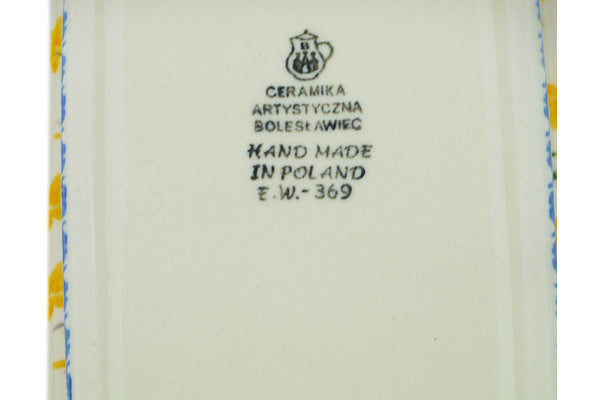 B
CERAMIKA
ARTYSTYCZNA
BOLESŁAWIEC
HAND MADE
IN POLAND
E.W.-369